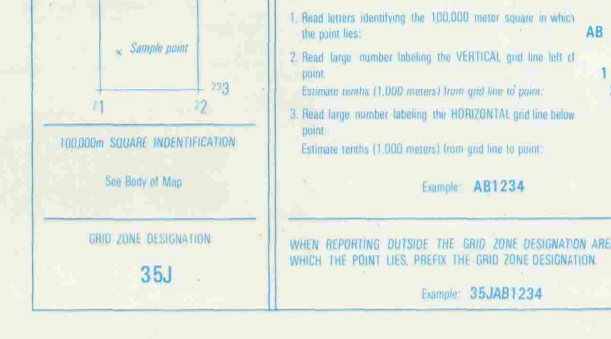 Sample point
233
21
22
100,000m SQUARE INDENTIFICATION
See Body of Map
GRID ZONE DESIGNATION
35J
1. Read letters identifying the 100,000 meter square in which
the point lies:
AB
2. Read large number labeling the VERTICAL grid line left of
point
1
Estimate tenths (1,000 meters) from grid line to point:
3. Read large number labeling the HORIZONTAL grid line below
point
Estimate tenths (1,000 meters) from grid line to point:
Example: AB1234
WHEN REPORTING OUTSIDE THE GRID ZONE DESIGNATION ARE
WHICH THE POINT LIES, PREFIX THE GRID ZONE DESIGNATION.
Example: 35JAB1234